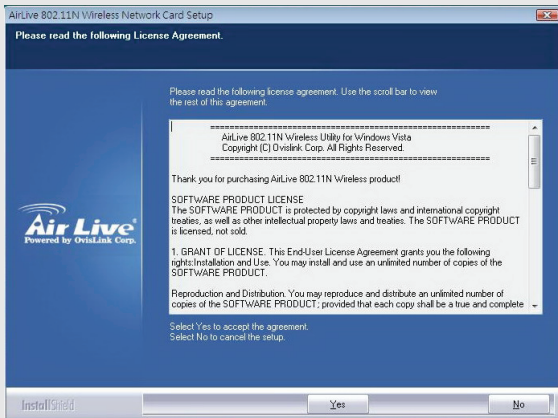 AirLive 802.11N Wireless Network Card Setup
Please read the following License Agreement.
Please read the following license agreement. Use the scroll bar to view
the rest of this agreement.
============================================================
AirLive 802.11N Wireless Utility for Windows Vista
Copyright (C) Ovislink Corp. All Rights Reserved.
============================================================
Thank you for purchasing AirLive 802.11N Wireless product!
SOFTWARE PRODUCT LICENSE
The SOFTWARE PRODUCT is protected by copyright laws and international copyright
treaties, as well as other intellectual property laws and treaties. The SOFTWARE PRODUCT
is licensed, not sold.
1. GRANT OF LICENSE. This End-User License Agreement grants you the following
rights:Installation and Use. You may install and use an unlimited number of copies of the
SOFTWARE PRODUCT.
Reproduction and Distribution. You may reproduce and distribute an unlimited number of
copies of the SOFTWARE PRODUCT; provided that each copy shall be a true and complete
Air Live®
Powered by OvisLink Corp.
Select Yes to accept the agreement.
Select No to cancel the setup.
InstallShield
Yes
No